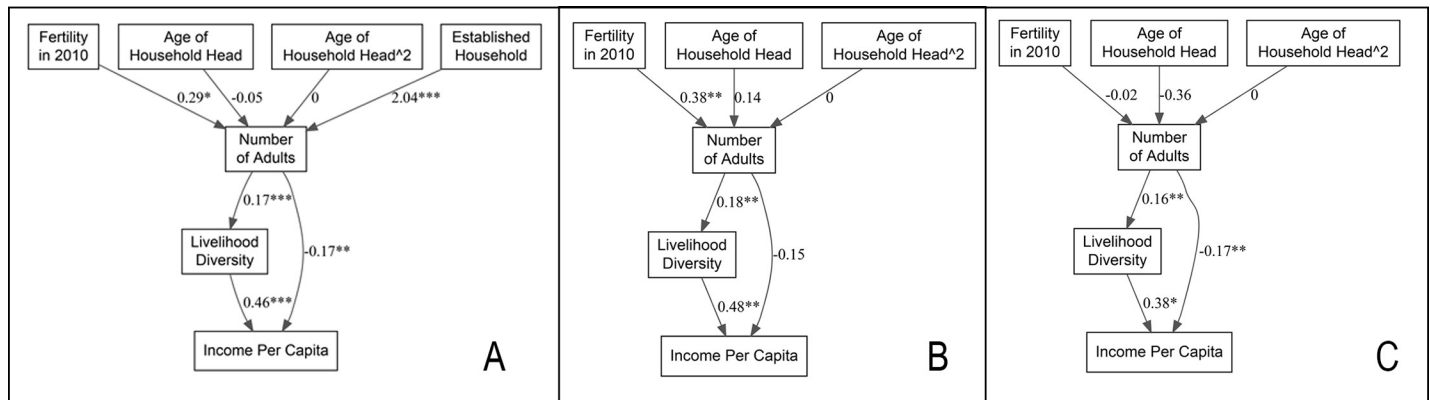 Fertility
in 2010
Age of
Household Head
Age of
Household Head^2
Established
Household
0.29*
-0.05
0
2.04***
Number
of Adults
0.17***
-0.17**
Livelihood
Diversity
0.46***
Income Per Capita
A
Fertility
in 2010
Age of
Household Head
Age of
Household Head^2
0.38**
0.14
0
Number
of Adults
0.18**
-0.15
Livelihood
Diversity
0.48**
Income Per Capita
B
Fertility
in 2010
Age of
Household Head
Age of
Household Head^2
-0.02
-0.36
0
Number
of Adults
0.16**
-0.17**
Livelihood
Diversity
0.38*
Income Per Capita
C